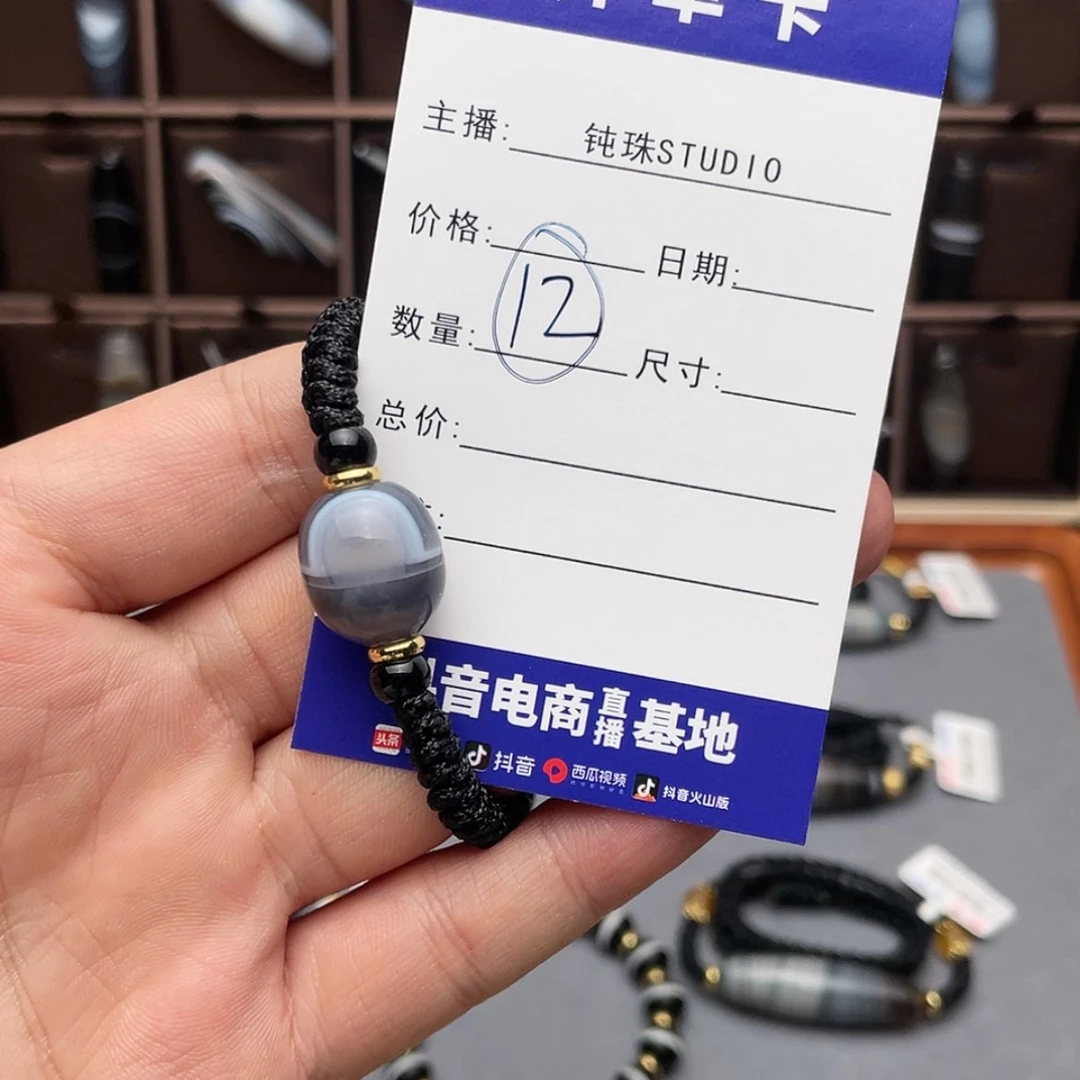 主播: 钝珠STUDIO
价格: 日期:
12
数量: 尺寸:
总价:
:
音电商直播基地
头条 抖音 西瓜视频 抖音火山版